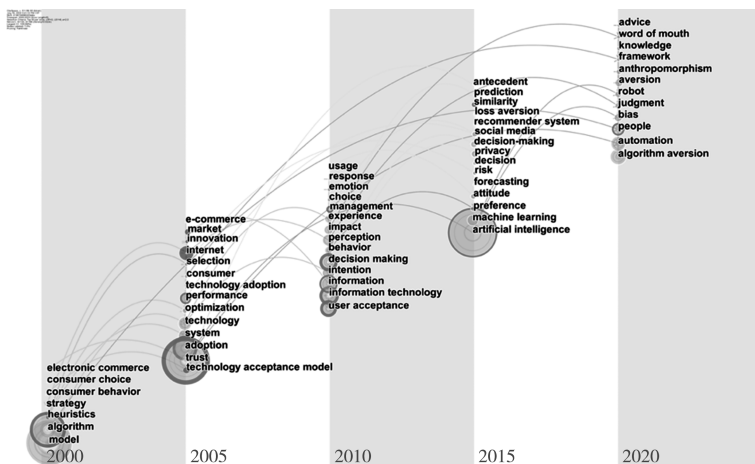 electronic commerce
consumer choice
consumer behavior
strategy
heuristics
algorithm
model
e-commerce
market
innovation
internet
selection
consumer
technology adoption
performance
optimization
technology
system
adoption
trust
technology acceptance model
usage
response
emotion
choice
management
experience
impact
perception
behavior
decision making
intention
information
information technology
user acceptance
antecedent
prediction
similarity
loss aversion
recommender system
social media
decision-making
privacy
decision
risk
forecasting
attitude
preference
machine learning
artificial intelligence
advice
word of mouth
knowledge
framework
anthropomorphism
aversion
robot
judgment
bias
people
automation
algorithm aversion
2000
2005
2010
2015
2020